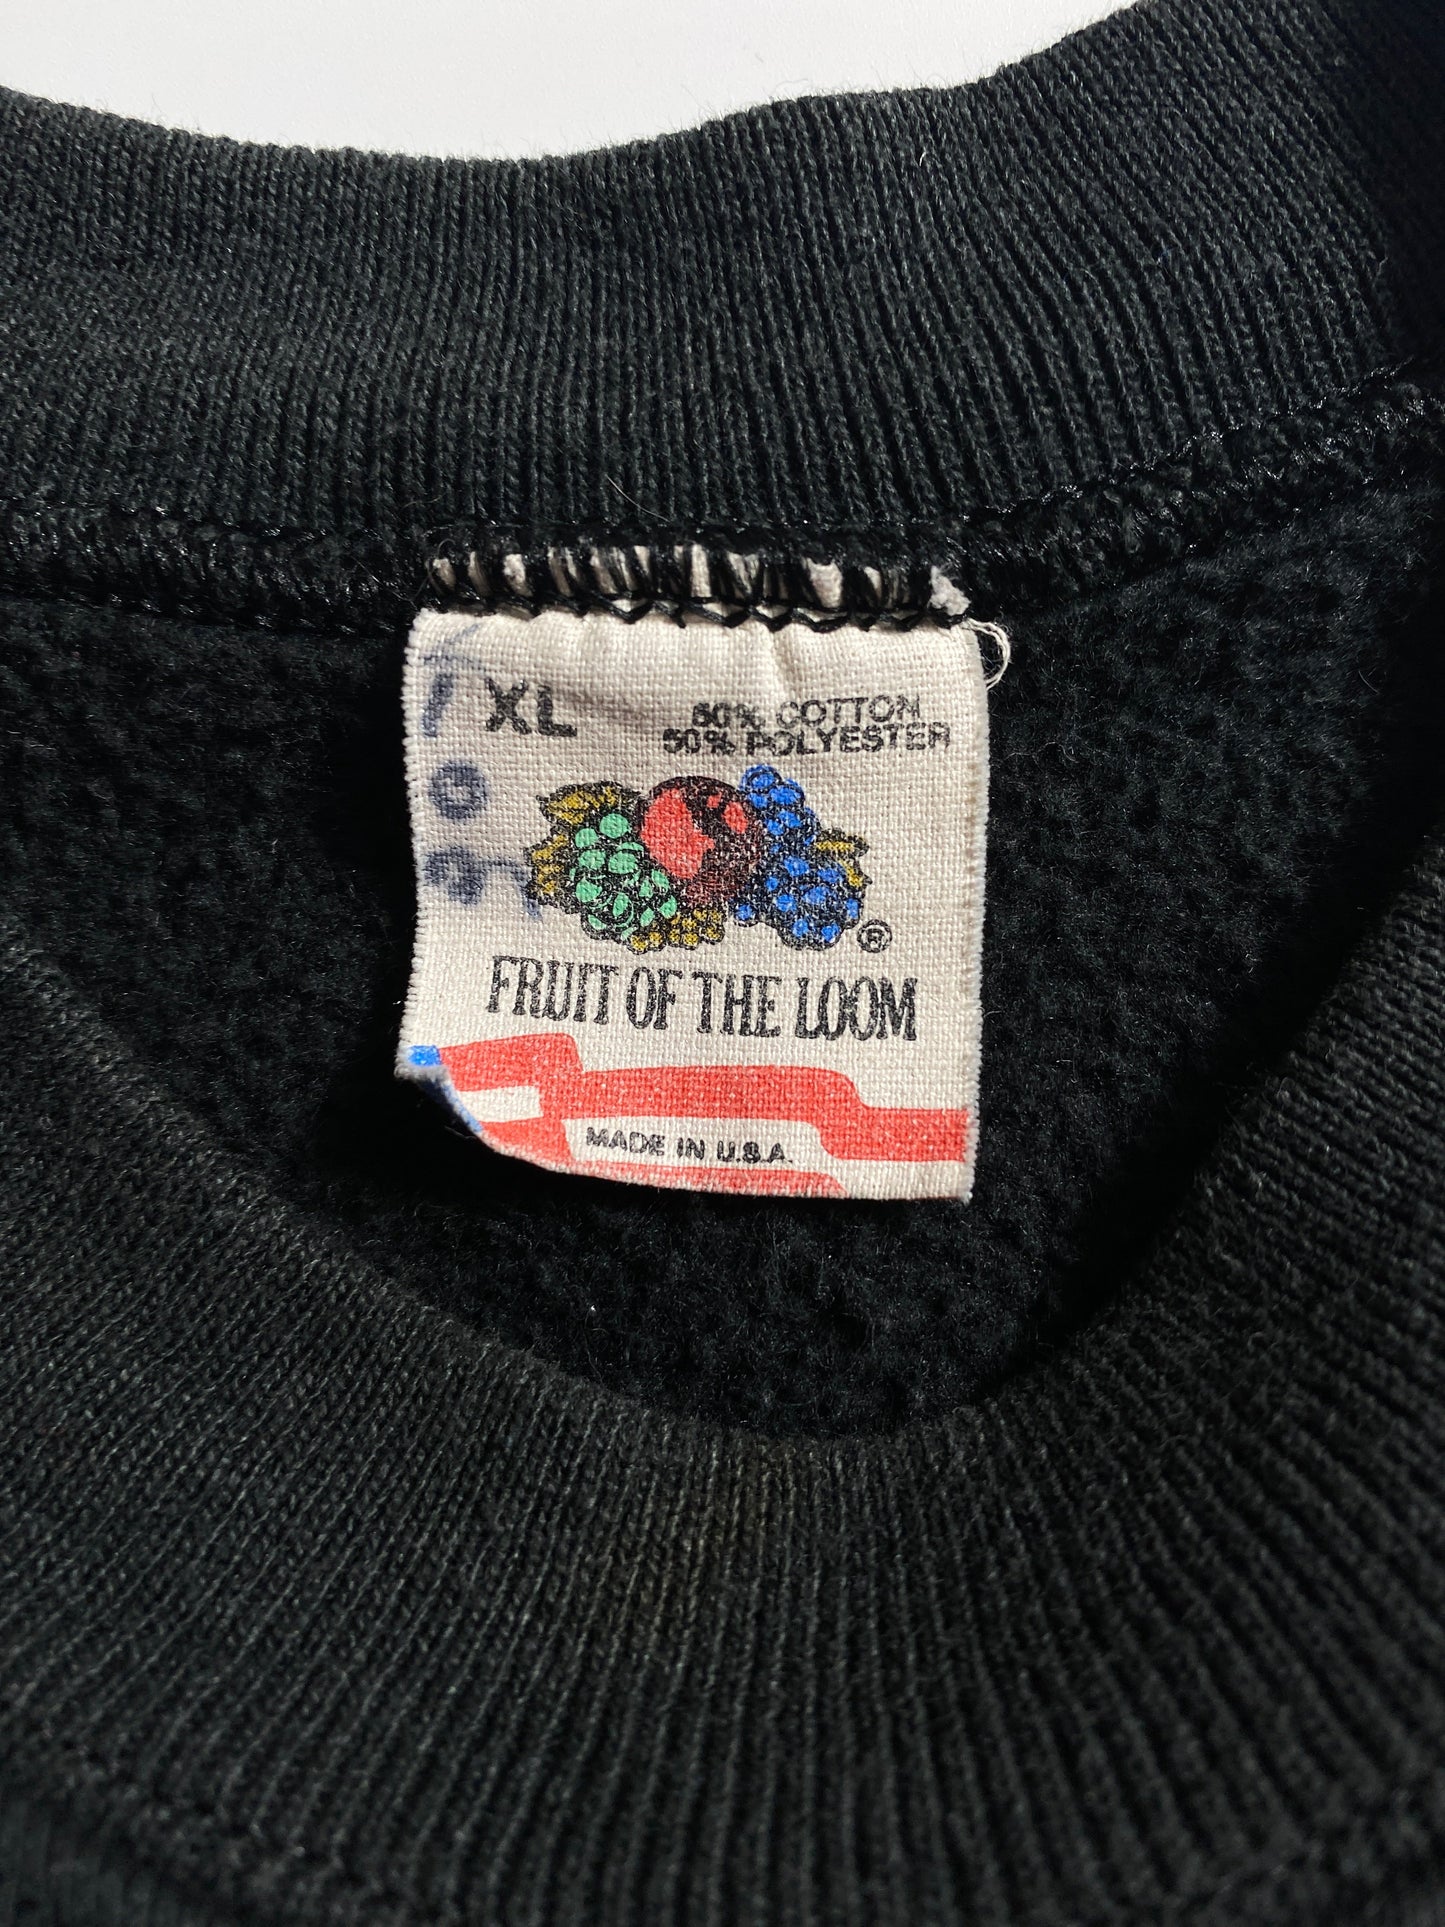 XL
50% COTTON
50% POLYESTER
®
FRUIT OF THE LOOM
MADE IN U.S.A.